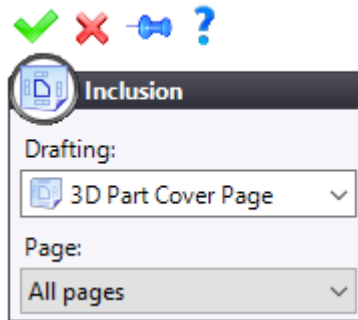 ?
Inclusion
Drafting:
3D Part Cover Page
Page:
All pages